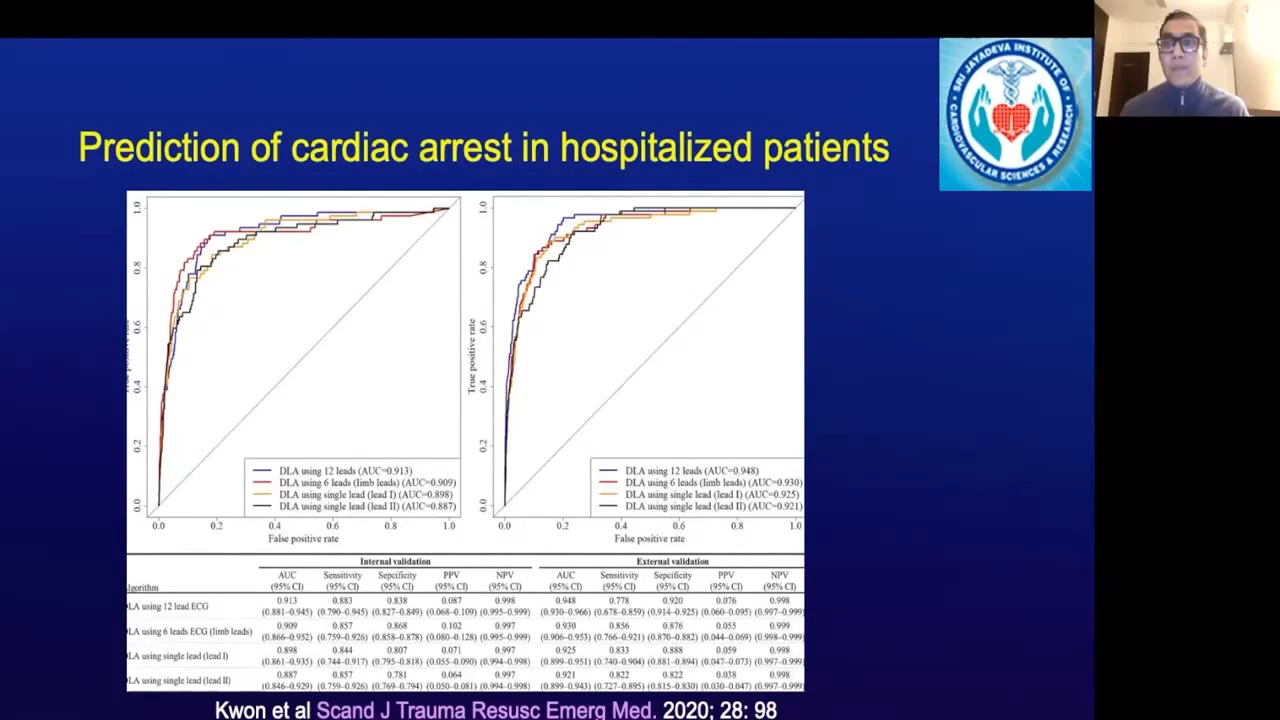 SRI JAYADEVA INSTITUTE OF
CARDIOVASCULAR SCIENCES & RESEARCH
Prediction of cardiac arrest in hospitalized patients
1.0
0.8
0.6
0.4
0.2
0.0
DLA using 12 leads (AUC=0.913)
DLA using 6 leads (limb leads) (AUC=0.909)
DLA using single lead (lead I) (AUC=0.898)
DLA using single lead (lead II) (AUC=0.887)
0.0 0.2 0.4 0.6 0.8 1.0
False positive rate
True positive rate
1.0
0.8
0.6
0.4
0.2
0.0
DLA using 12 leads (AUC=0.948)
DLA using 6 leads (limb leads) (AUC=0.930)
DLA using single lead (lead I) (AUC=0.925)
DLA using single lead (lead II) (AUC=0.921)
0.0 0.2 0.4 0.6 0.8 1.0
False positive rate
Internal validation External validation
AUC Sensitivity Sepcificity PPV NPV AUC Sensitivity Sepcificity PPV NPV
lgorithm (95% CI) (95% CI) (95% CI) (95% CI) (95% CI) (95% CI) (95% CI) (95% CI) (95% CI) (95% CI)
0.913 0.883 0.838 0.087 0.998 0.948 0.778 0.920 0.076 0.998
LA using 12 lead ECG
(0.881–0.945) (0.790–0.945) (0.827–0.849) (0.068–0.109) (0.995–0.999) (0.930–0.966) (0.678–0.859) (0.914–0.925) (0.060–0.095) (0.997–0.999)
0.909 0.857 0.868 0.102 0.997 0.930 0.856 0.876 0.055 0.999
LA using 6 leads ECG (limb leads)
(0.866–0.952) (0.759–0.926) (0.858–0.878) (0.080–0.128) (0.995–0.999) (0.906–0.953) (0.766–0.921) (0.870–0.882) (0.044–0.069) (0.998–0.999)
0.898 0.844 0.807 0.071 0.997 0.925 0.833 0.888 0.059 0.998
LA using single lead (lead I)
(0.861–0.935) (0.744–0.917) (0.795–0.818) (0.055–0.090) (0.994–0.998) (0.899–0.951) (0.740–0.904) (0.881–0.894) (0.047–0.073) (0.997–0.999)
0.887 0.857 0.781 0.064 0.997 0.921 0.822 0.822 0.038 0.998
LA using single lead (lead II)
(0.846–0.929) (0.759–0.926) (0.769–0.794) (0.050–0.081) (0.994–0.998) (0.899–0.943) (0.727–0.895) (0.815–0.830) (0.030–0.047) (0.997–0.999)
Kwon et al Scand J Trauma Resusc Emerg Med. 2020; 28: 98